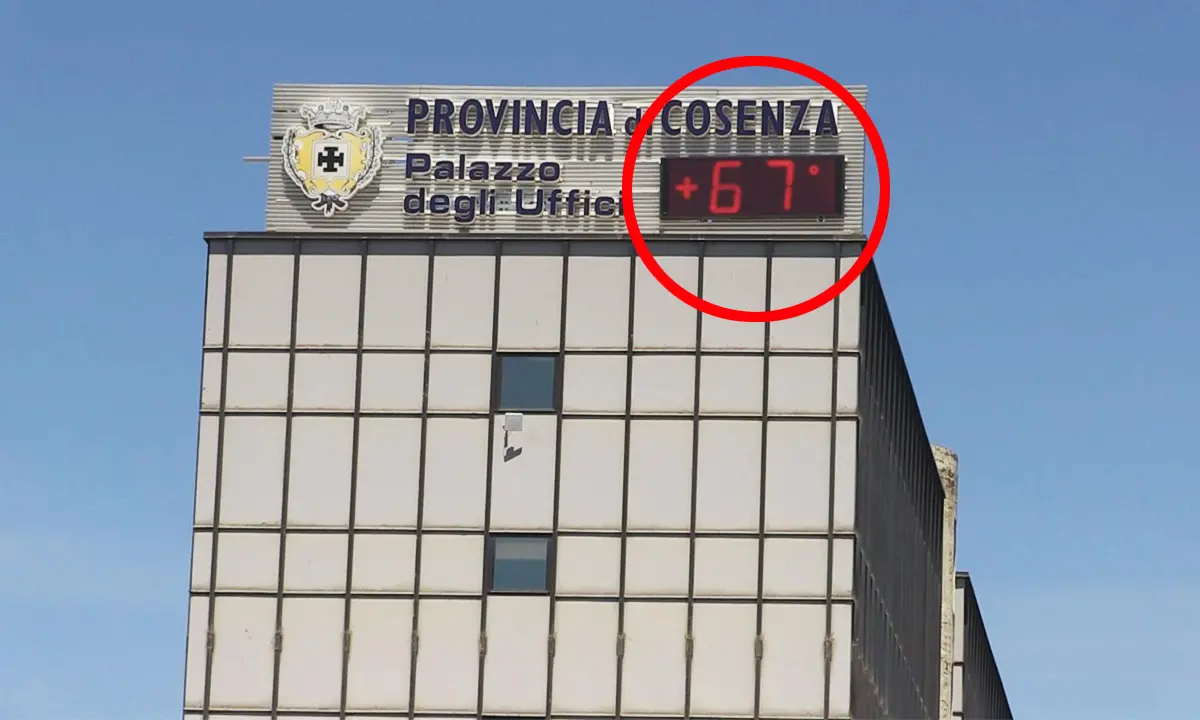 PROVINCIA di COSENZA
Palazzo
degli Uffici
+67°